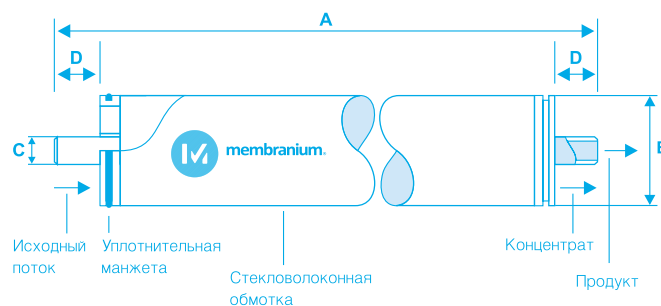 A
D
D
C
membranium®
B
Исходный
поток
Уплотнительная
манжета
Стекловолоконная
обмотка
Концентрат
Продукт